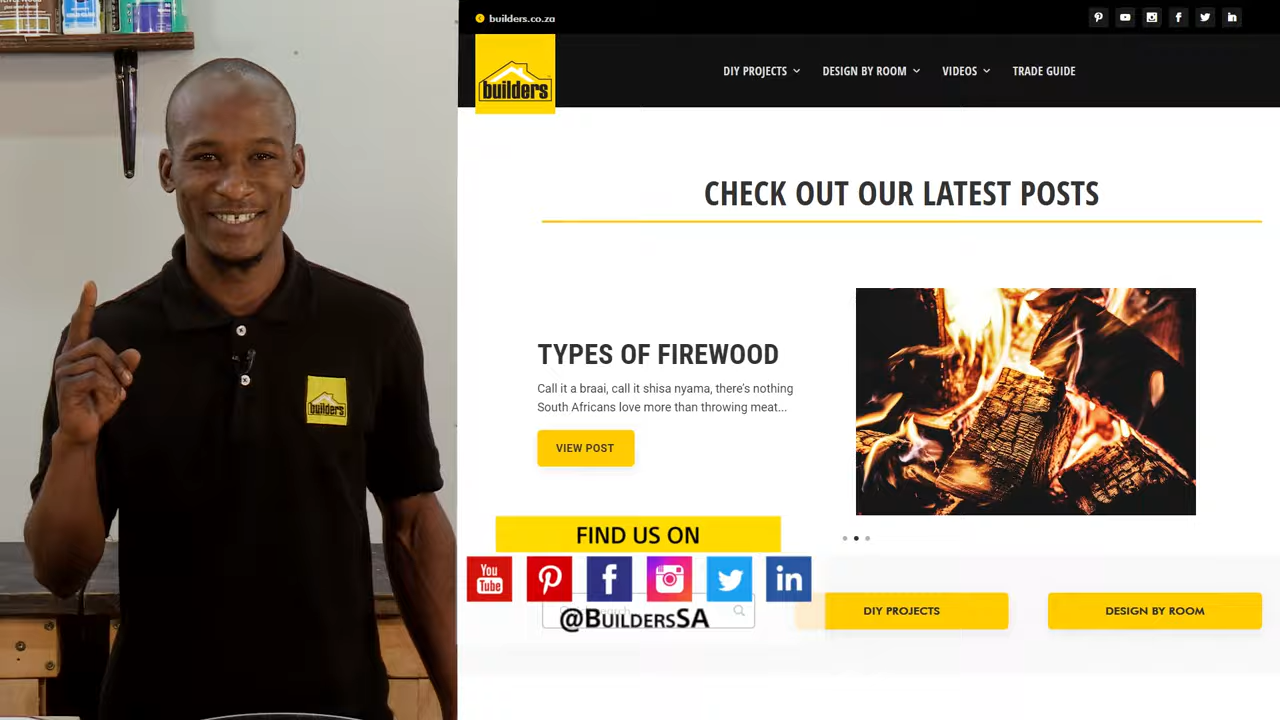 builders.co.za
builders
DIY PROJECTS
DESIGN BY ROOM
VIDEOS
TRADE GUIDE
CHECK OUT OUR LATEST POSTS
TYPES OF FIREWOOD
Call it a braai, call it shisa nyama, there's nothing
South Africans love more than throwing meat...
VIEW POST
builders
FIND US ON
You
Tube
@BUILDERSSA
DIY PROJECTS
DESIGN BY ROOM